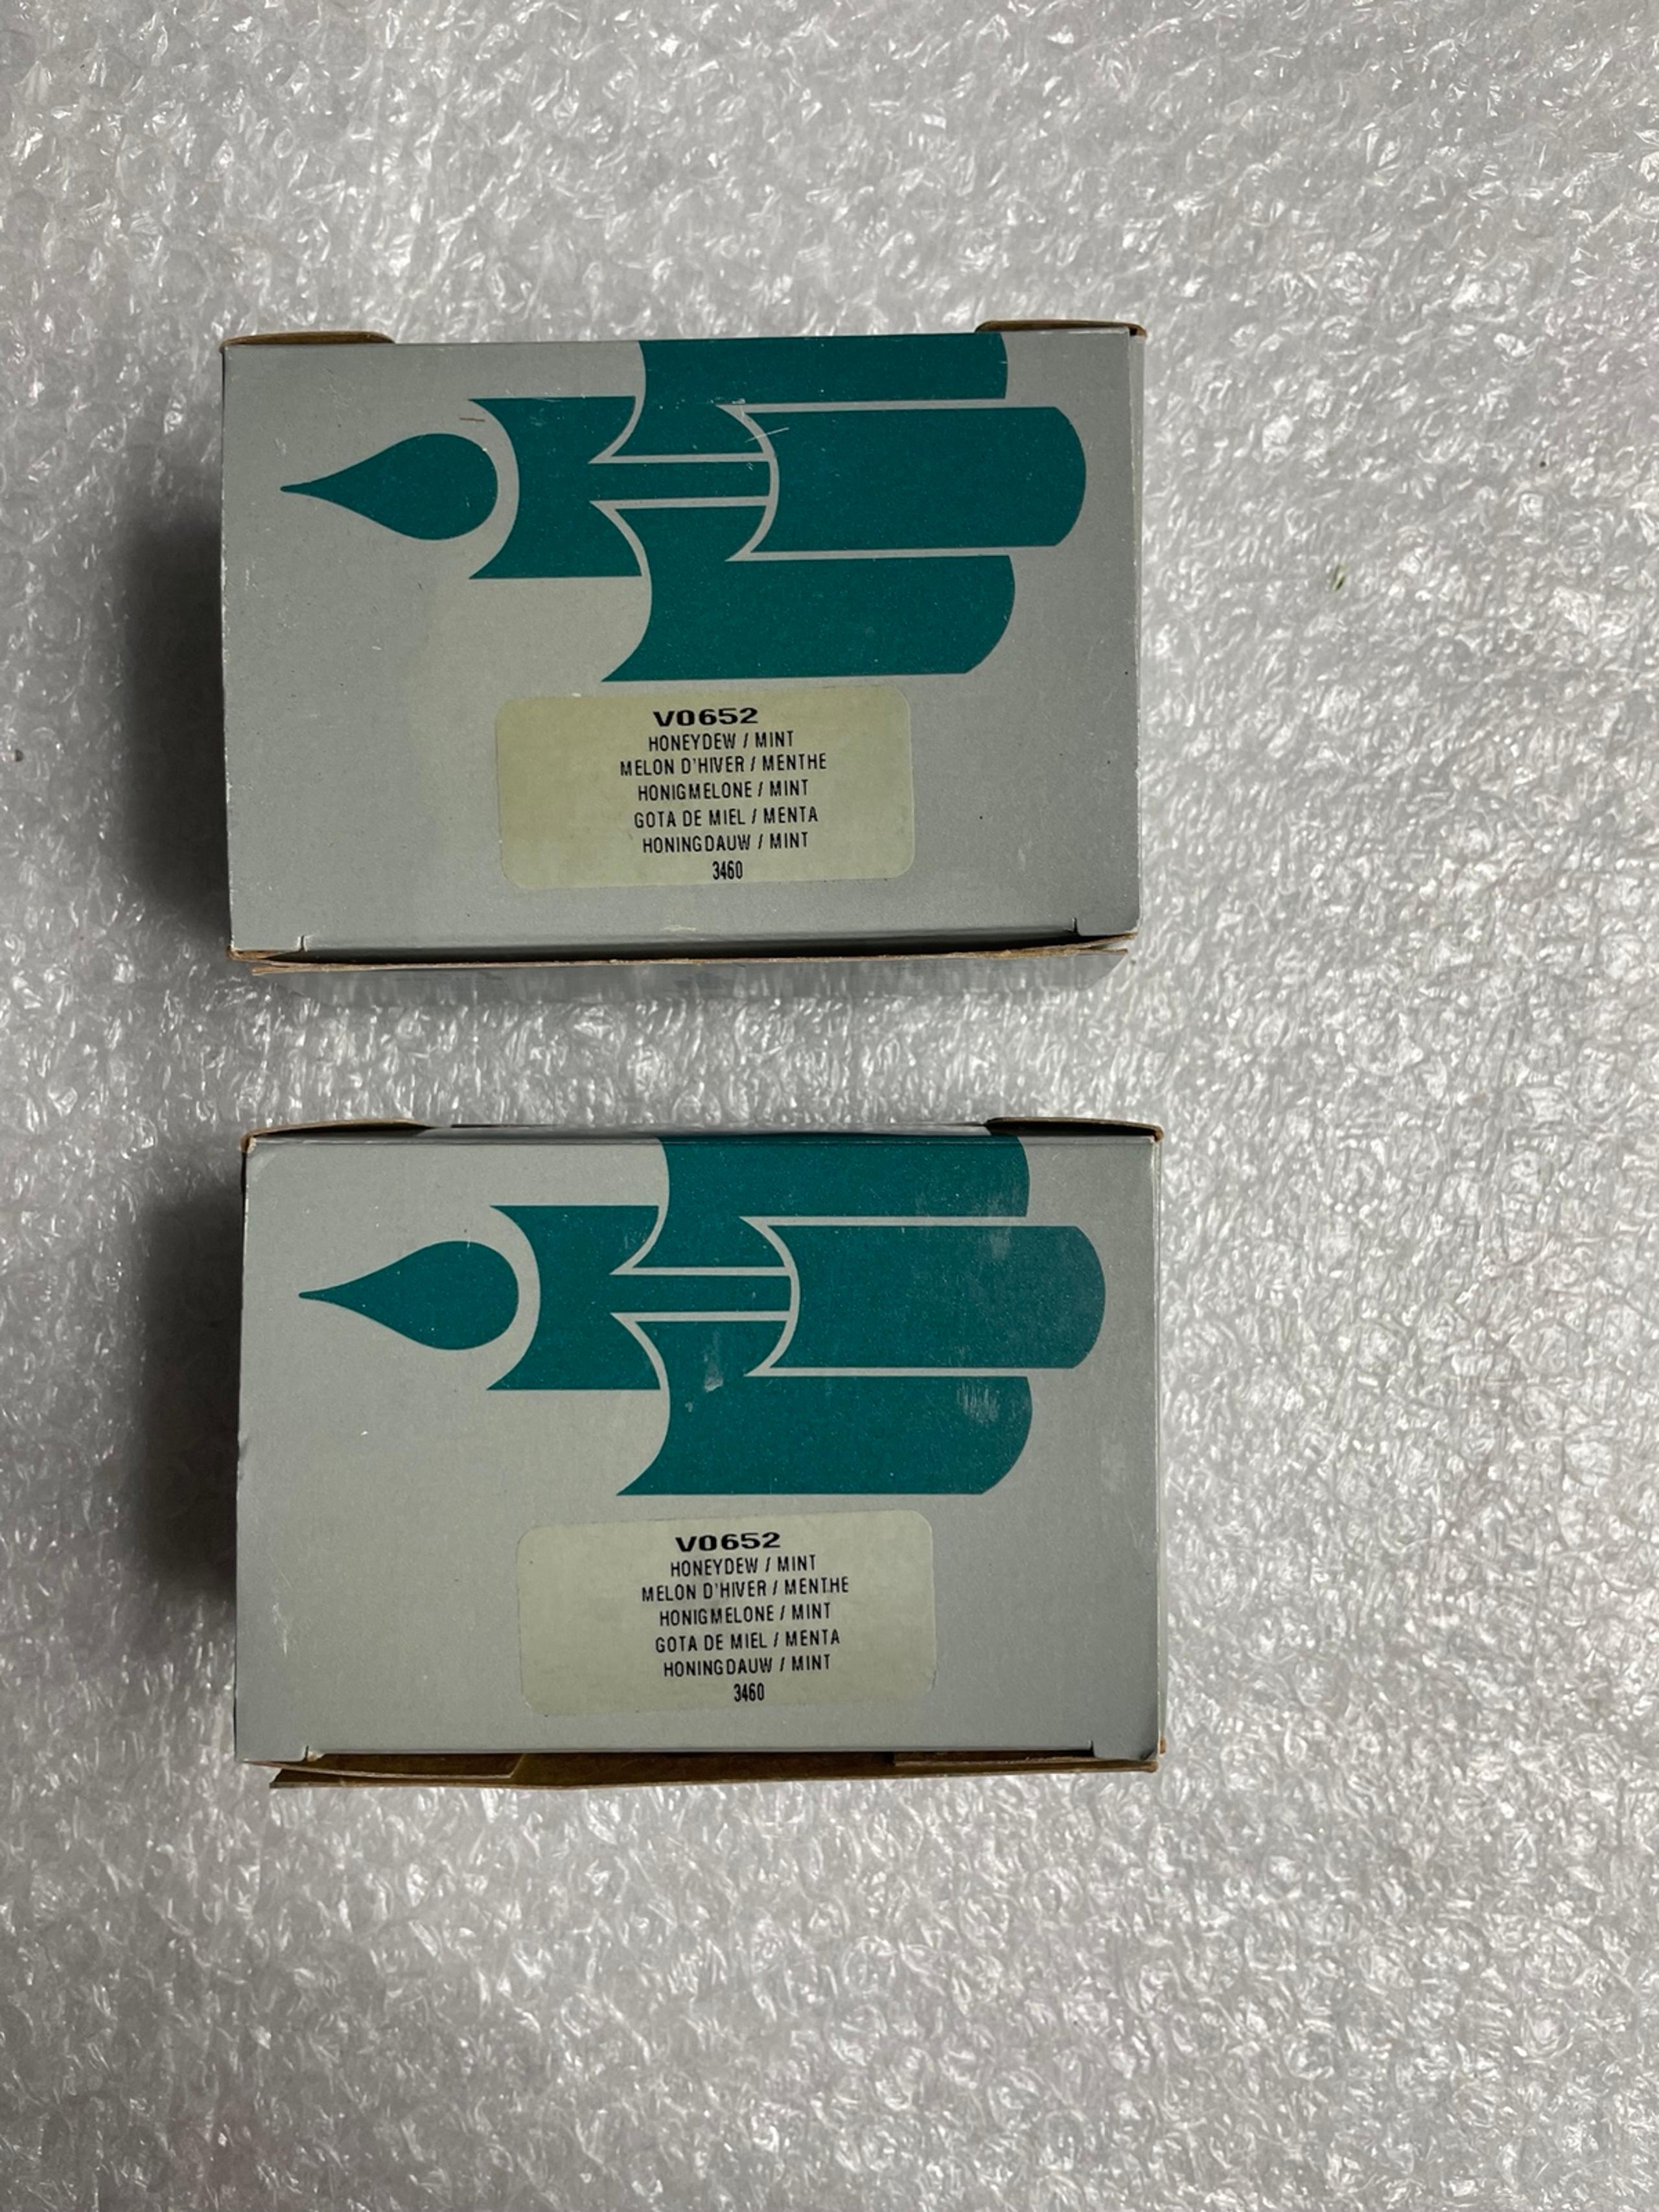 V0652
HONEYDEW / MINT
MELON D'HIVER / MENTHE
HONIGMELONE / MINT
GOTA DE MIEL / MENTA
HONINGDAUW / MINT
3460
V0652
HONEYDEW / MINT
MELON D'HIVER / MENTHE
HONIGMELONE / MINT
GOTA DE MIEL / MENTA
HONINGDAUW / MINT
3460